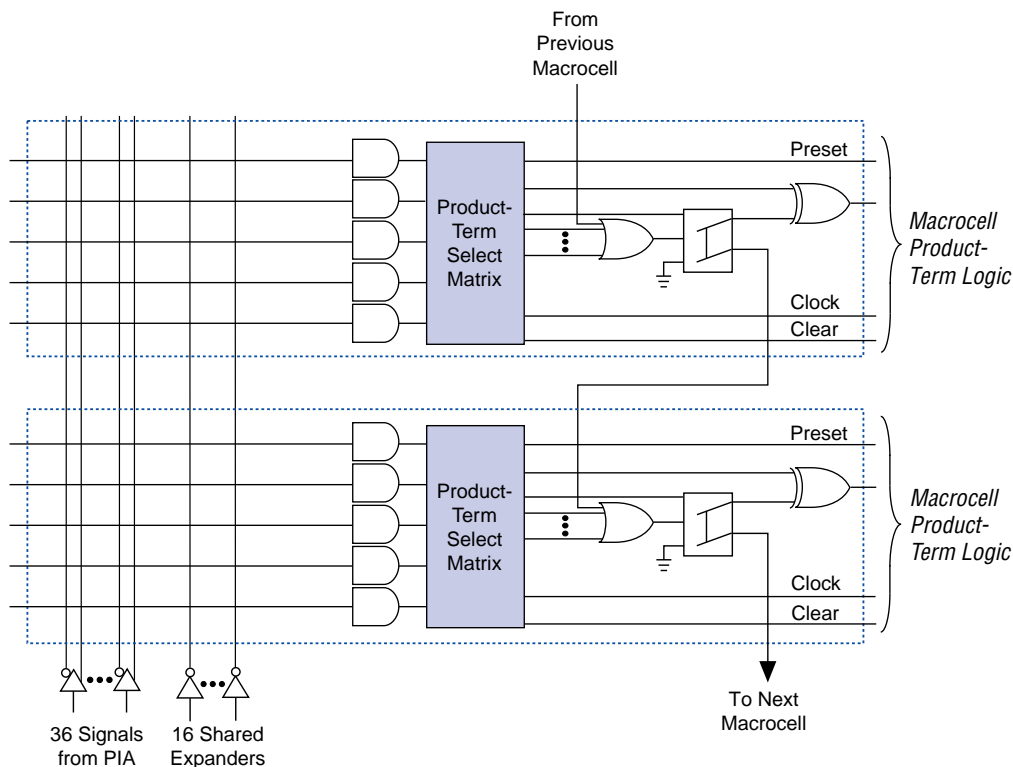 From
Previous
Macrocell
Preset
Product-
Term
Select
Matrix
Macrocell
Product-
Term Logic
Clock
Clear
Preset
Product-
Term
Select
Matrix
Macrocell
Product-
Term Logic
Clock
Clear
36 Signals
from PIA
16 Shared
Expanders
To Next
Macrocell